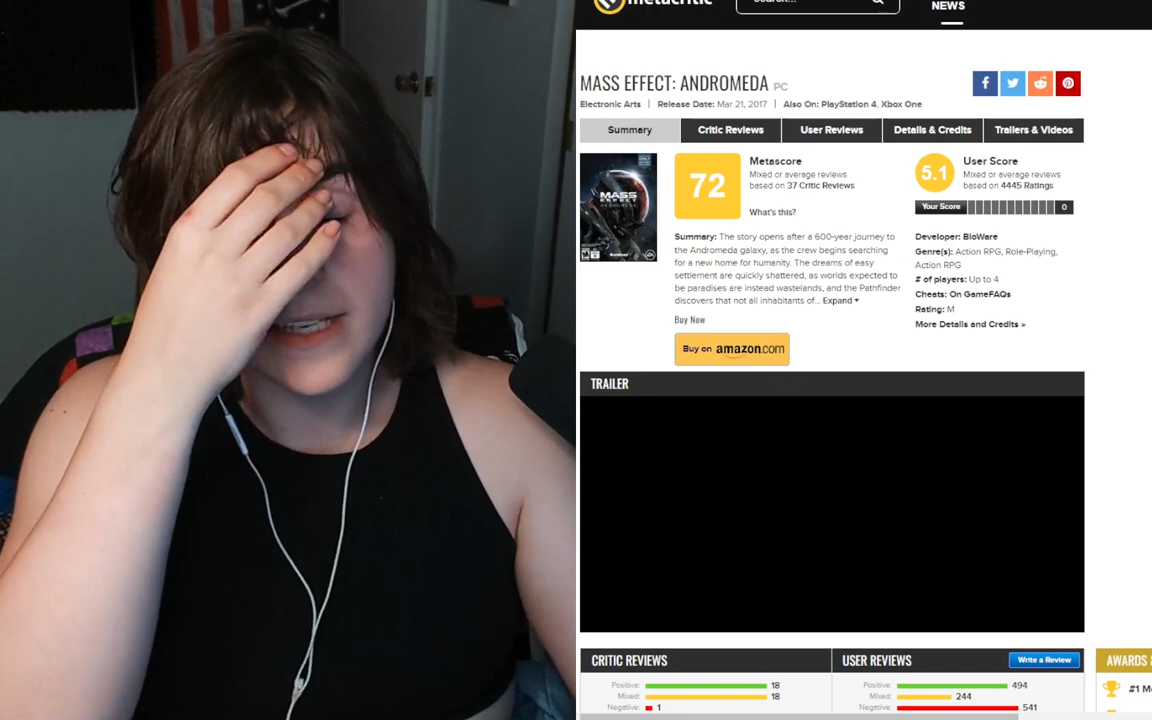 metacritic
Search...
NEWS
MASS EFFECT: ANDROMEDA PC
Electronic Arts | Release Date: Mar 21, 2017 | Also On: PlayStation 4, Xbox One
Summary
Critic Reviews
User Reviews
Details & Credits
Trailers & Videos
MASS
EFFECT
72
Metascore
Mixed or average reviews
based on 37 Critic Reviews
What's this?
5.1
User Score
Mixed or average reviews
based on 4445 Ratings
Your Score
0
Summary: The story opens after a 600-year journey to
the Andromeda galaxy, as the crew begins searching
for a new home for humanity. The dreams of easy
settlement are quickly shattered, as worlds expected to
be paradises are instead wastelands, and the Pathfinder
discovers that not all inhabitants of... Expand
Buy Now
Buy on amazon.com
Developer: BioWare
Genre(s): Action RPG, Role-Playing,
Action RPG
# of players: Up to 4
Cheats: On GameFAQs
Rating: M
More Details and Credits »
TRAILER
CRITIC REVIEWS
Positive: 18
Mixed: 18
Negative: 1
USER REVIEWS
Write a Review
Positive: 494
Mixed: 244
Negative: 541
AWARDS &
#1 M